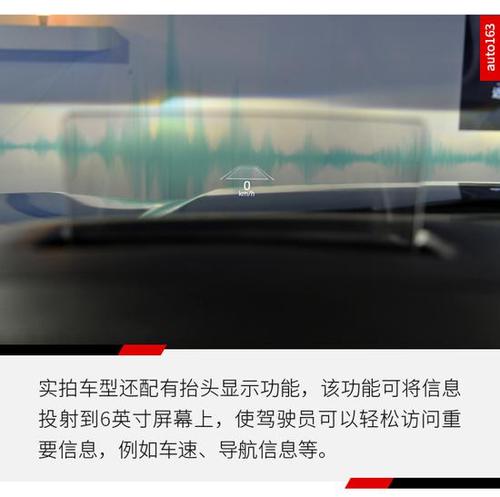 auto163
0
km/h
实拍车型还配有抬头显示功能，该功能可将信息
投射到6英寸屏幕上，使驾驶员可以轻松访问重
要信息，例如车速、导航信息等。